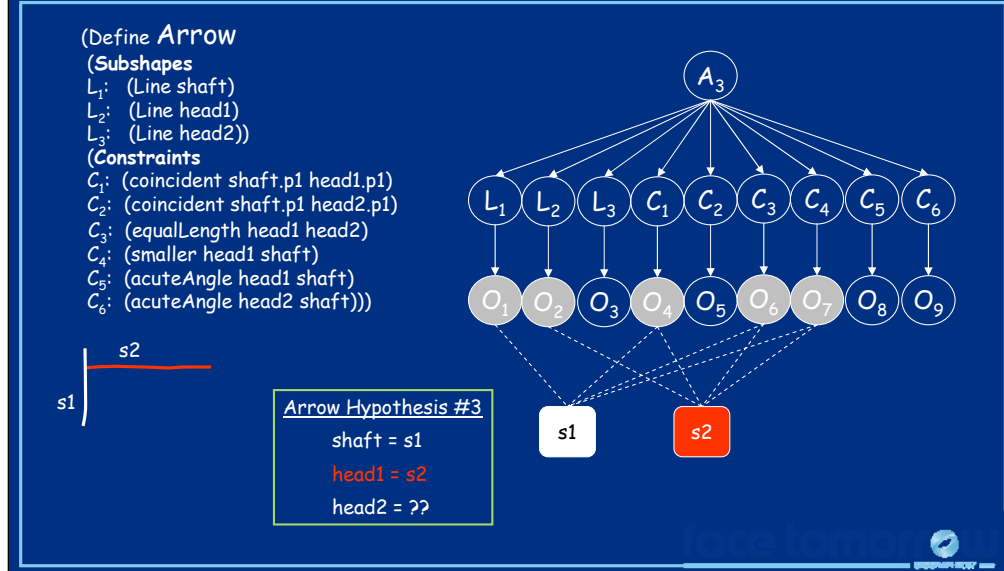 (Define Arrow
(Subshapes
L₁: (Line shaft)
L₂: (Line head1)
L₃: (Line head2))
(Constraints
C₁: (coincident shaft.p1 head1.p1)
C₂: (coincident shaft.p1 head2.p1)
C₃: (equalLength head1 head2)
C₄: (smaller head1 shaft)
C₅: (acuteAngle head1 shaft)
C₆: (acuteAngle head2 shaft)))
A₃
L₁ L₂ L₃ C₁ C₂ C₃ C₄ C₅ C₆
O₁ O₂ O₃ O₄ O₅ O₆ O₇ O₈ O₉
s2
s1
Arrow Hypothesis #3
shaft = s1
head1 = s2
head2 = ??
s1 s2
face tomorrow